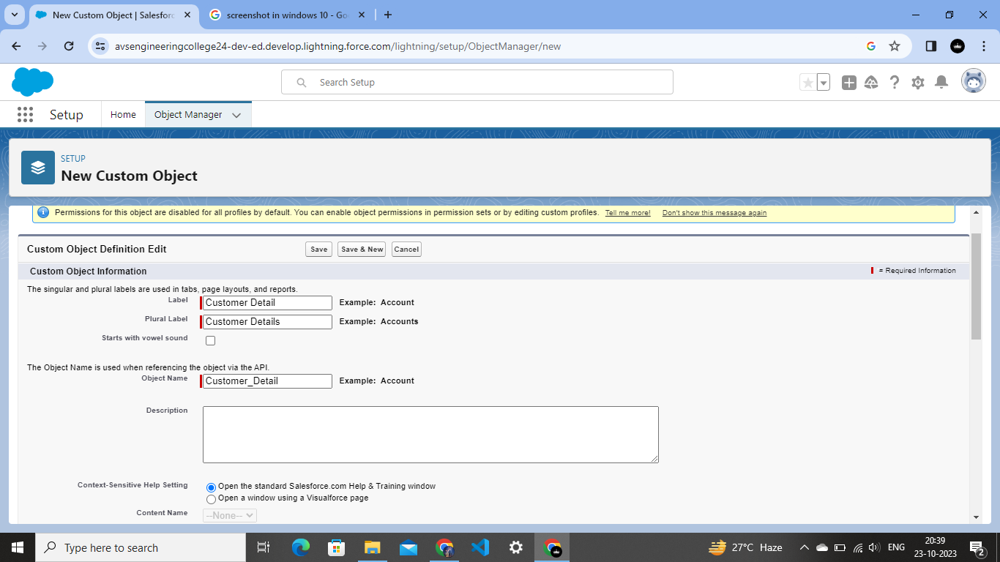 New Custom Object | Salesforc
screenshot in windows 10 - Goo
avsengineeringcollege24-dev-ed.develop.lightning.force.com/lightning/setup/ObjectManager/new
Search Setup
Setup
Home
Object Manager
SETUP
New Custom Object
Permissions for this object are disabled for all profiles by default. You can enable object permissions in permission sets or by editing custom profiles. Tell me more! Don't show this message again
Custom Object Definition Edit
Save
Save & New
Cancel
Custom Object Information
= Required Information
The singular and plural labels are used in tabs, page layouts, and reports.
Label
Customer Detail
Example: Account
Plural Label
Customer Details
Example: Accounts
Starts with vowel sound
The Object Name is used when referencing the object via the API.
Object Name
Customer_Detail
Example: Account
Description
Context-Sensitive Help Setting
Open the standard Salesforce.com Help & Training window
Open a window using a Visualforce page
Content Name
--None--
Type here to search
27°C Haze
ENG
20:39
23-10-2023
2